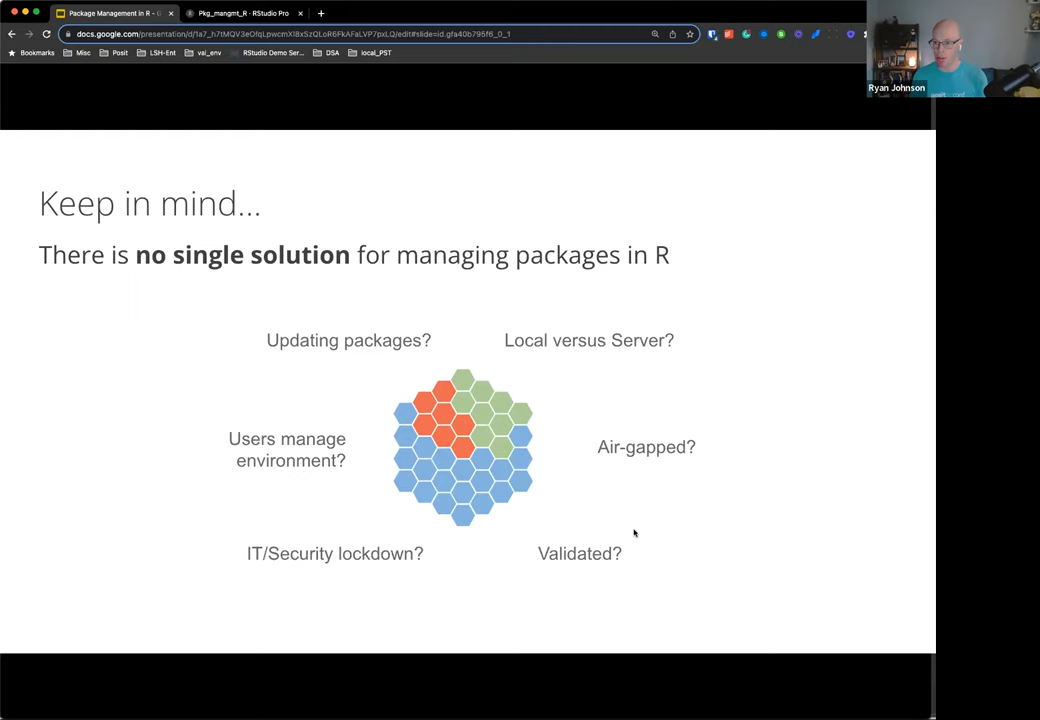 Package Management in R - G
Pkg_mangmt_R - RStudio Pro
Bookmarks
Misc
Posit
LSH-Ent
vai_env
RStudio Demo Ser...
DSA
local_PST
Ryan Johnson
Keep in mind...
There is no single solution for managing packages in R
Updating packages?
Local versus Server?
Users manage
environment?
Air-gapped?
IT/Security lockdown?
Validated?